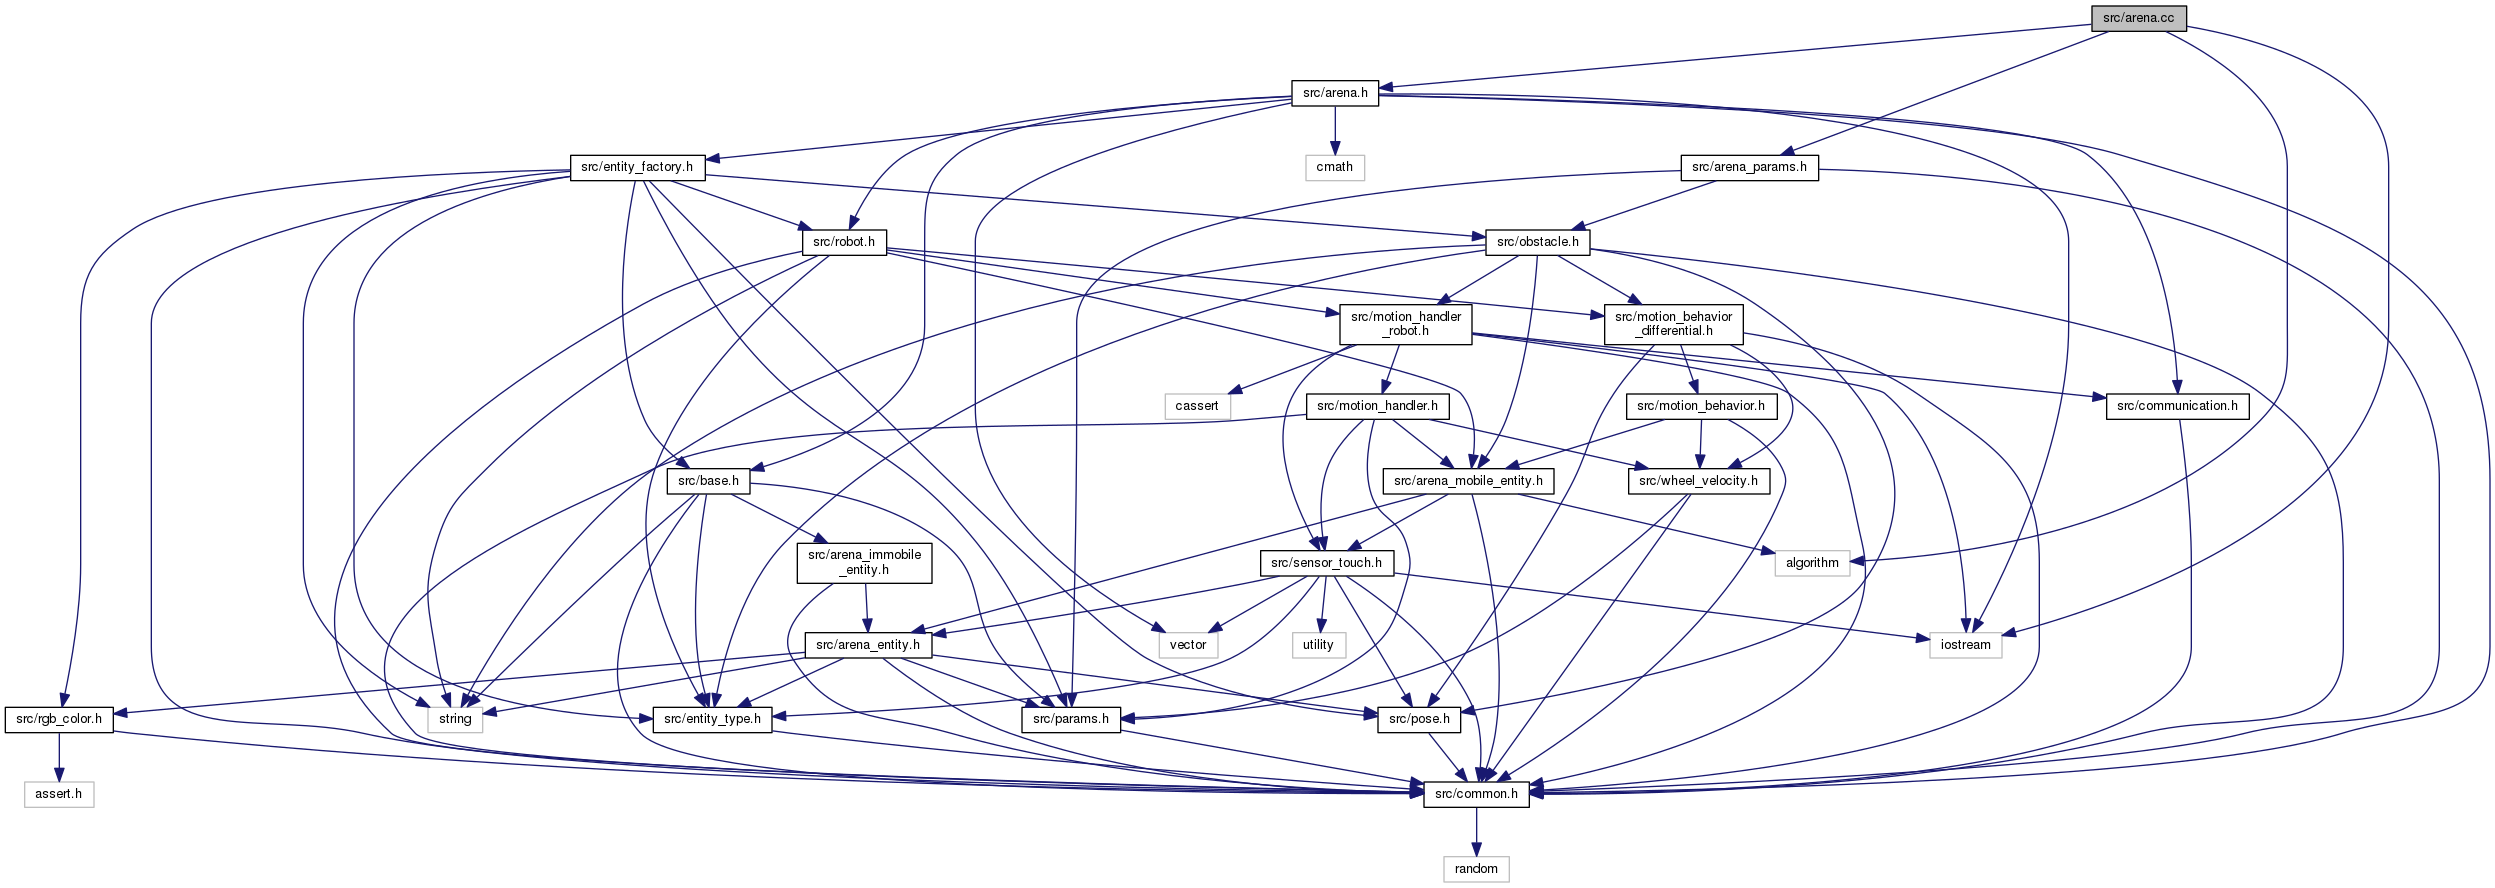 src/arena.cc
src/arena.h
src/entity_factory.h
cmath
src/arena_params.h
src/robot.h
src/obstacle.h
src/motion_handler
_robot.h
src/motion_behavior
_differential.h
cassert
src/motion_handler.h
src/motion_behavior.h
src/communication.h
src/base.h
src/arena_mobile_entity.h
src/wheel_velocity.h
src/arena_immobile
_entity.h
src/sensor_touch.h
algorithm
src/arena_entity.h
vector
utility
iostream
src/rgb_color.h
string
src/entity_type.h
src/params.h
src/pose.h
assert.h
src/common.h
random